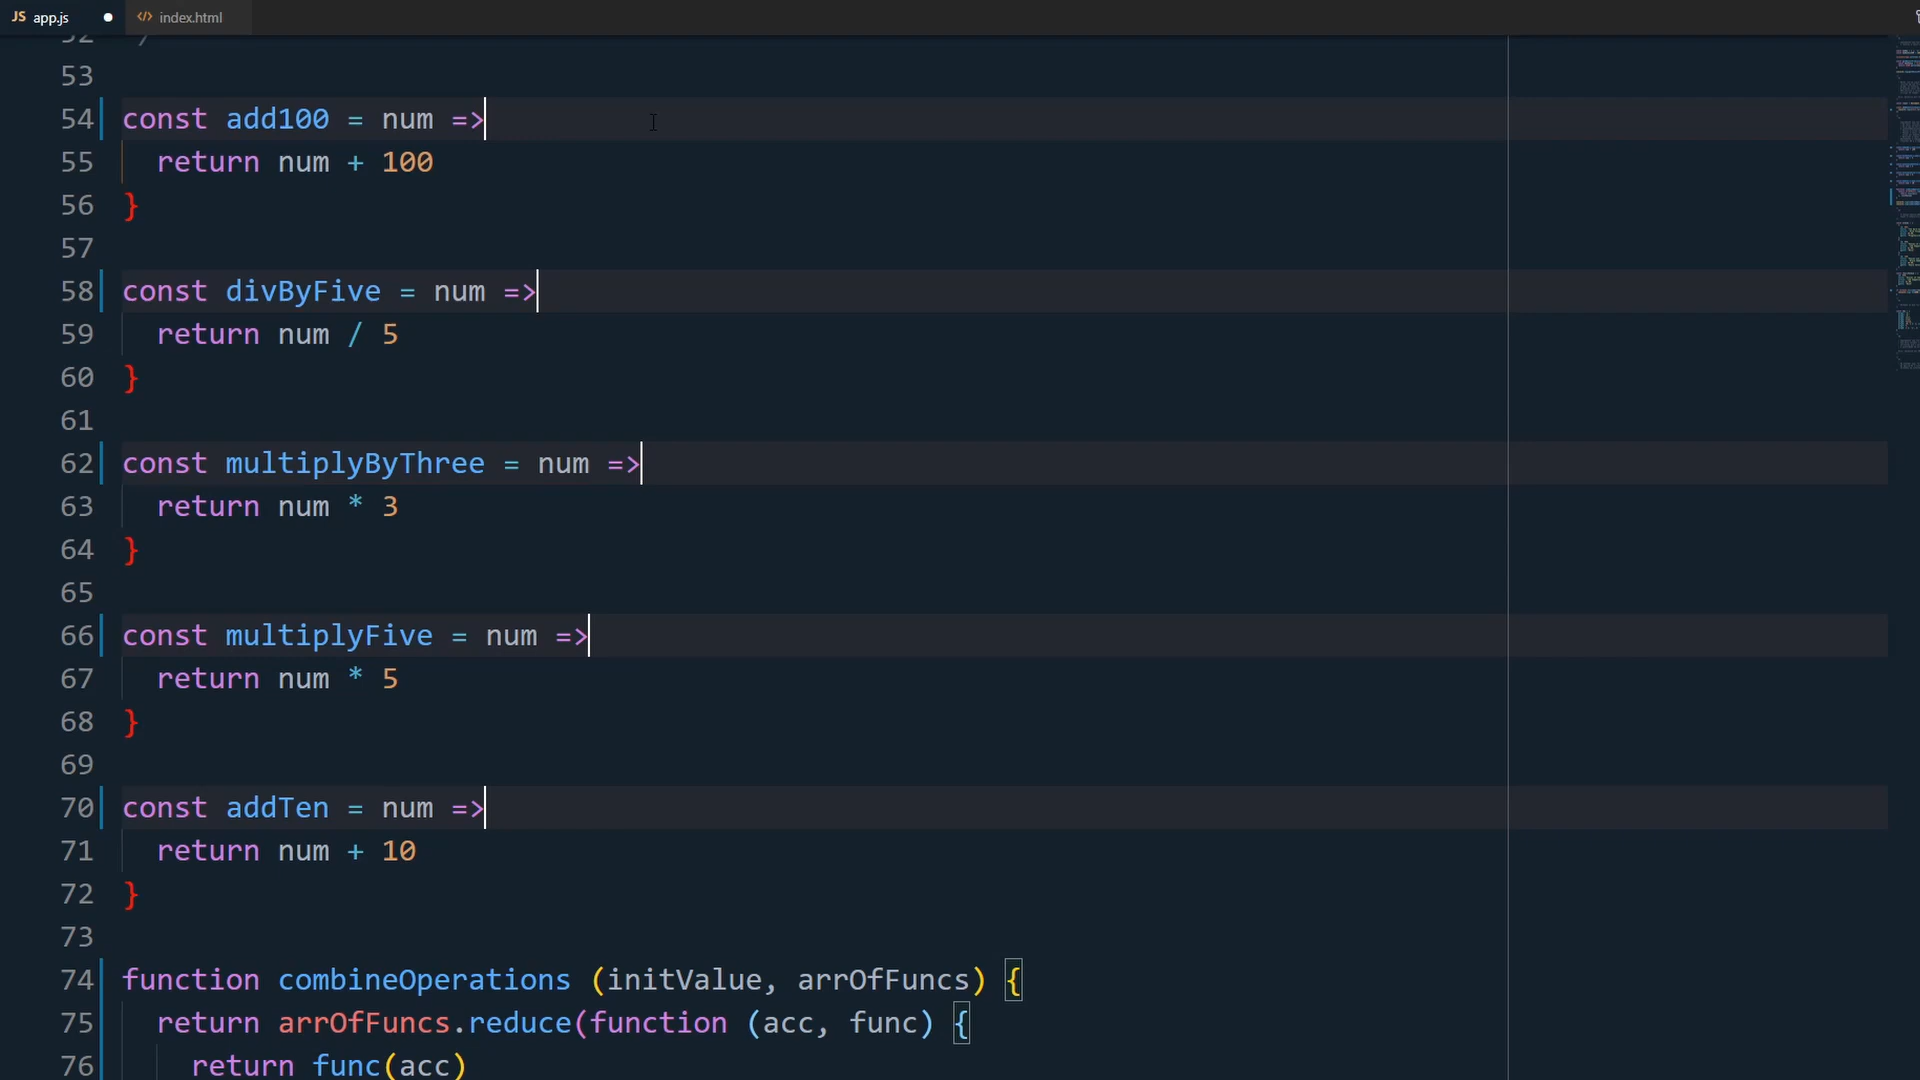 JS app.js ● </> index.html
52 /
53
54 const add100 = num =>
55 return num + 100
56 }
57
58 const divByFive = num =>
59 return num / 5
60 }
61
62 const multiplyByThree = num =>
63 return num * 3
64 }
65
66 const multiplyFive = num =>
67 return num * 5
68 }
69
70 const addTen = num =>
71 return num + 10
72 }
73
74 function combineOperations (initValue, arrOfFuncs) {
75 return arrOfFuncs.reduce(function (acc, func) {
76 return func(acc)